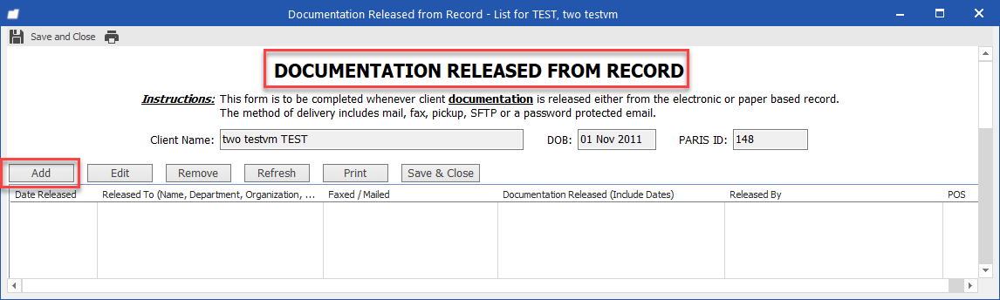 Documentation Released from Record - List for TEST, two testvm
Save and Close
DOCUMENTATION RELEASED FROM RECORD
Instructions: This form is to be completed whenever client documentation is released either from the electronic or paper based record.
The method of delivery includes mail, fax, pickup, SFTP or a password protected email.
Client Name: two testvm TEST DOB: 01 Nov 2011 PARIS ID: 148
Add Edit Remove Refresh Print Save & Close
Date Released Released To (Name, Department, Organization, ... Faxed / Mailed Documentation Released (Include Dates) Released By POS